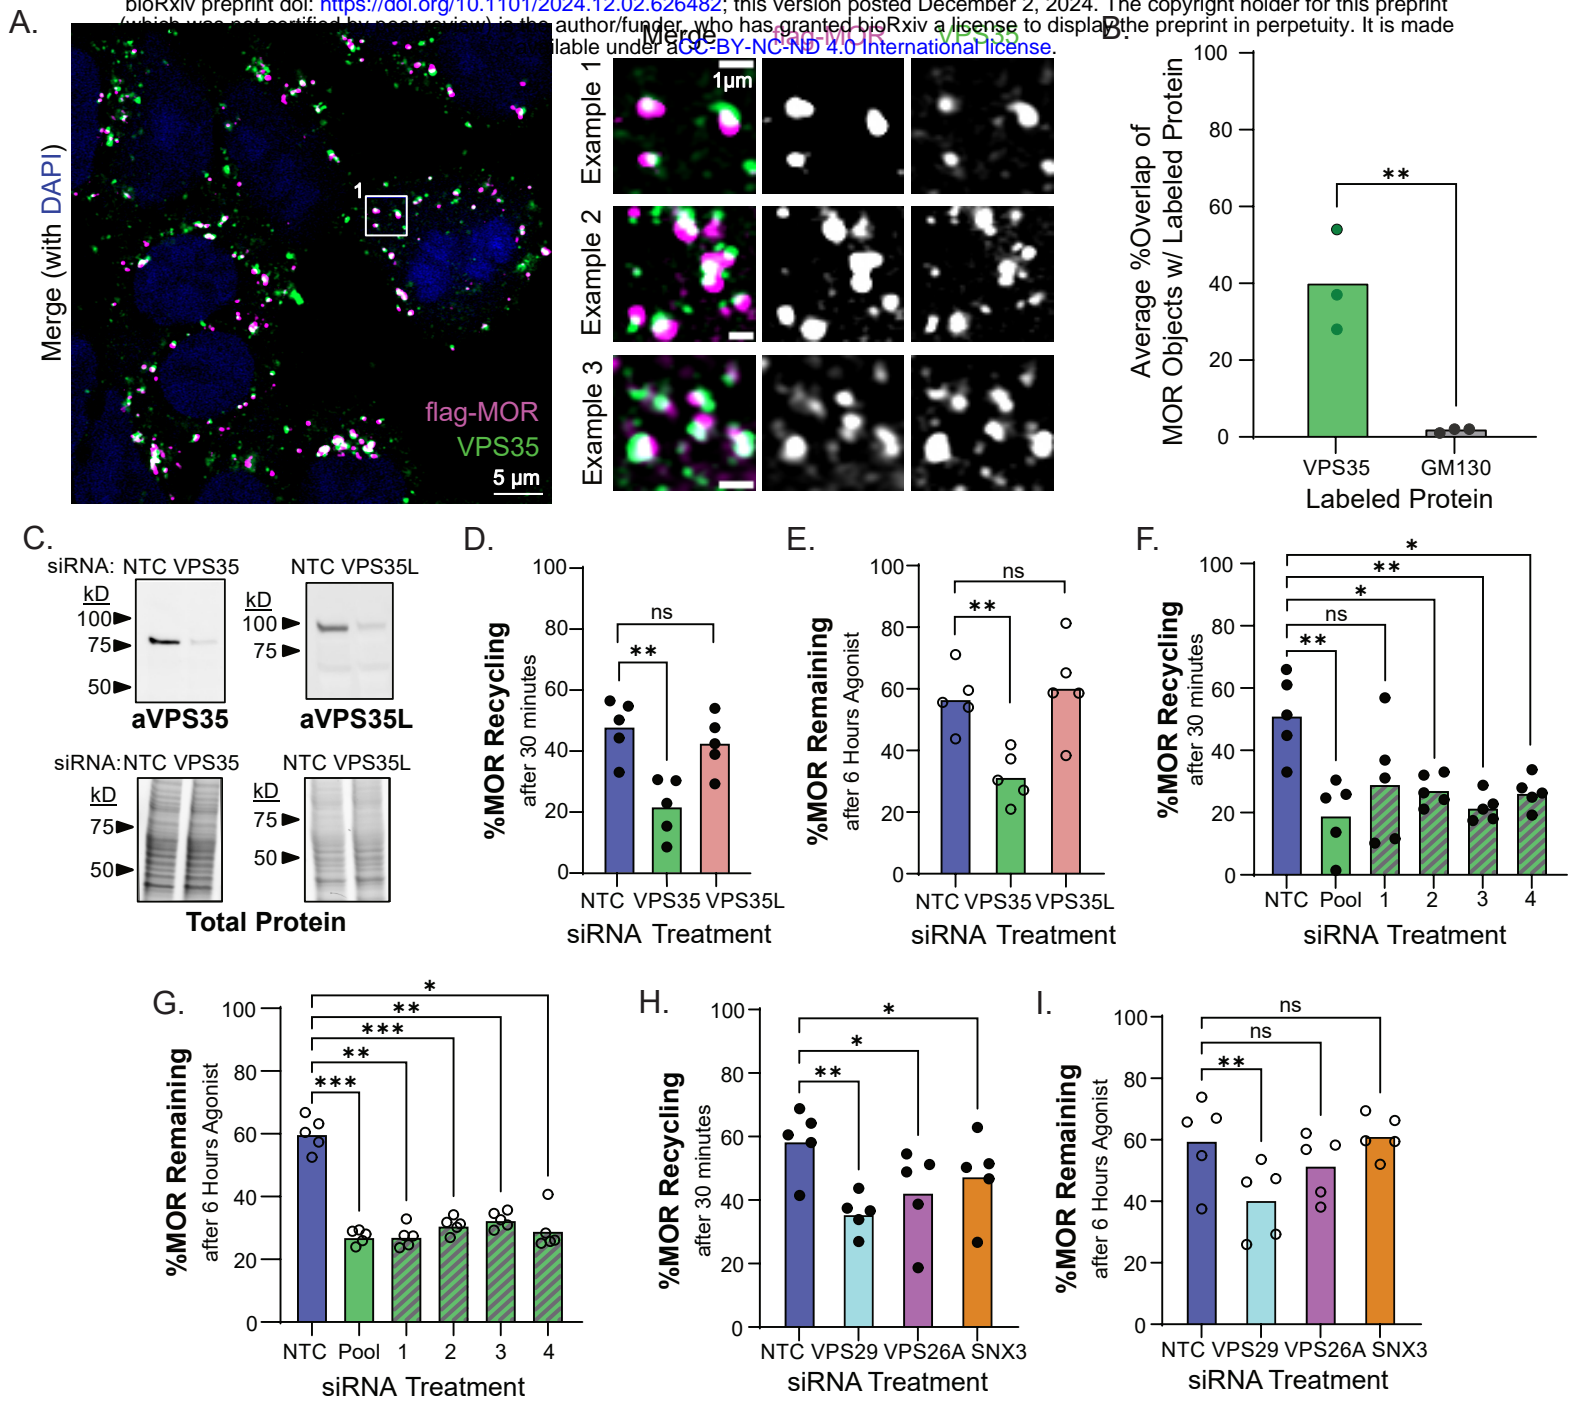 bioRxiv preprint doi: https://doi.org/10.1101/2024.12.02.626482; this version posted December 2, 2024. The copyright holder for this preprint
(which was not certified by peer review) is the author/funder, who has granted bioRxiv a license to display the preprint in perpetuity. It is made
ilable under aCC-BY-NC-ND 4.0 International license.
A.
Merge (with DAPI)
1
flag-MOR
VPS35
5 µm
Merge
flag-MOR
VPS35
Example 1
1µm
Example 2
Example 3
B.
Average %Overlap of
MOR Objects w/ Labeled Protein
100
80
60
40
20
0
**
VPS35
GM130
Labeled Protein
C.
siRNA: NTC VPS35
NTC VPS35L
kD
100
75
50
kD
100
75
aVPS35
aVPS35L
siRNA: NTC VPS35
NTC VPS35L
kD
75
50
kD
75
50
Total Protein
D.
%MOR Recycling
after 30 minutes
100
80
60
40
20
0
ns
**
NTC VPS35 VPS35L
siRNA Treatment
E.
%MOR Remaining
after 6 Hours Agonist
100
80
60
40
20
0
ns
**
NTC VPS35 VPS35L
siRNA Treatment
F.
%MOR Recycling
after 30 minutes
100
80
60
40
20
0
*
**
*
ns
**
NTC Pool 1 2 3 4
siRNA Treatment
G.
%MOR Remaining
after 6 Hours Agonist
100
80
60
40
20
0
*
**
***
**
***
NTC Pool 1 2 3 4
siRNA Treatment
H.
%MOR Recycling
after 30 minutes
100
80
60
40
20
0
*
*
**
NTC VPS29 VPS26A SNX3
siRNA Treatment
I.
%MOR Remaining
after 6 Hours Agonist
100
80
60
40
20
0
ns
ns
**
NTC VPS29 VPS26A SNX3
siRNA Treatment